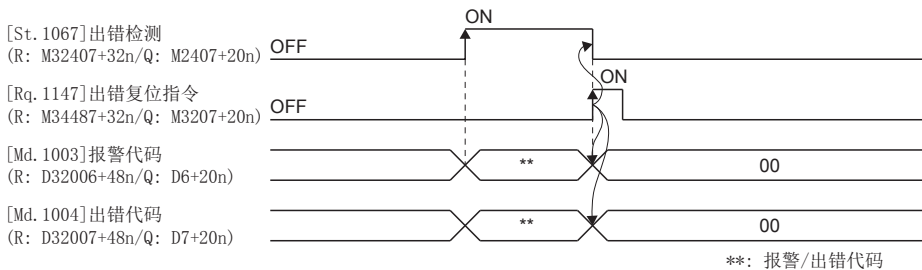 ON
[St.1067]出错检测
(R: M32407+32n/Q: M2407+20n) OFF
ON
[Rq.1147]出错复位指令
(R: M34487+32n/Q: M3207+20n) OFF
[Md.1003]报警代码
(R: D32006+48n/Q: D6+20n) ** 00
[Md.1004]出错代码
(R: D32007+48n/Q: D7+20n) ** 00
**: 报警/出错代码